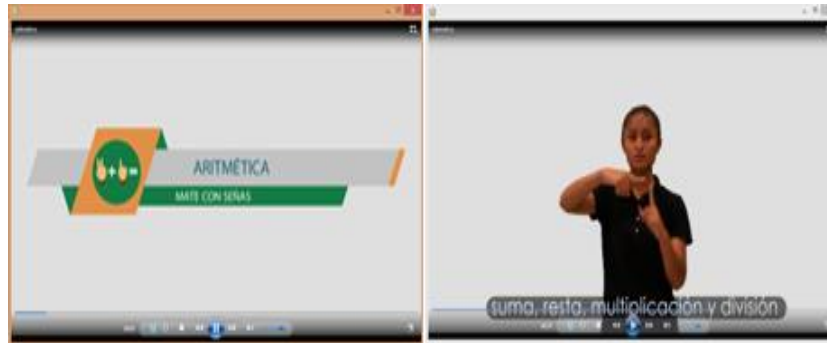 ARITMÉTICA
MATE CON SEÑAS
suma, resta, multiplicación y división